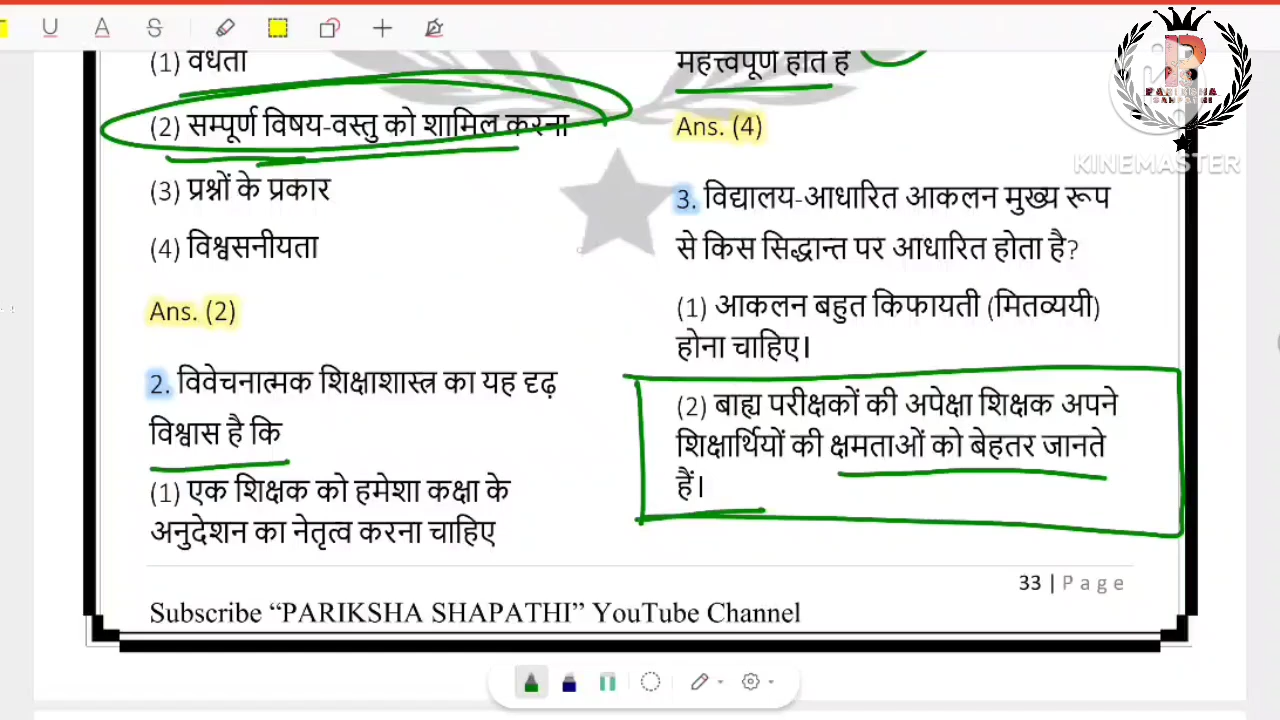 (1) वैधता
(2) सम्पूर्ण विषय-वस्तु को शामिल करना
(3) प्रश्नों के प्रकार
(4) विश्वसनीयता
Ans. (2)
2. विवेचनात्मक शिक्षाशास्त्र का यह दृढ़
विश्वास है कि
(1) एक शिक्षक को हमेशा कक्षा के
अनुदेशन का नेतृत्व करना चाहिए
महत्त्वपूर्ण होते हैं
Ans. (4)
3. विद्यालय-आधारित आकलन मुख्य रूप
से किस सिद्धान्त पर आधारित होता है?
(1) आकलन बहुत किफायती (मितव्ययी)
होना चाहिए।
(2) बाह्य परीक्षकों की अपेक्षा शिक्षक अपने
शिक्षार्थियों की क्षमताओं को बेहतर जानते
हैं।
33 | Page
Subscribe “PARIKSHA SHAPATHI” YouTube Channel
PARIKSHA
SAHPATHI
KINEMASTER